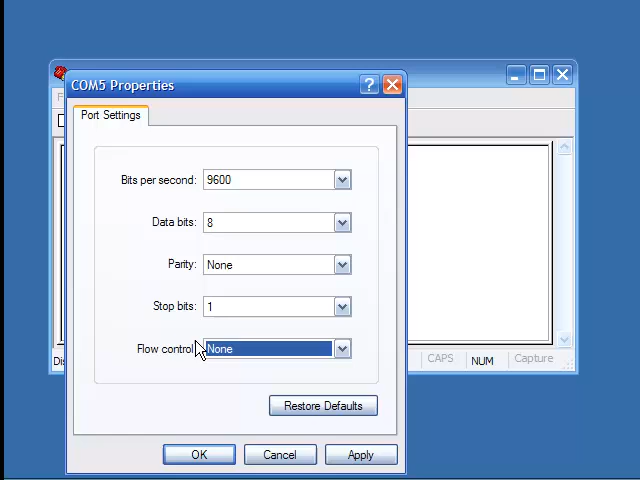 COM5 Properties
?
F
Port Settings
Bits per second: 9600
Data bits: 8
Parity: None
Stop bits: 1
Flow control: None
Restore Defaults
Dis
CAPS NUM Capture
OK Cancel Apply